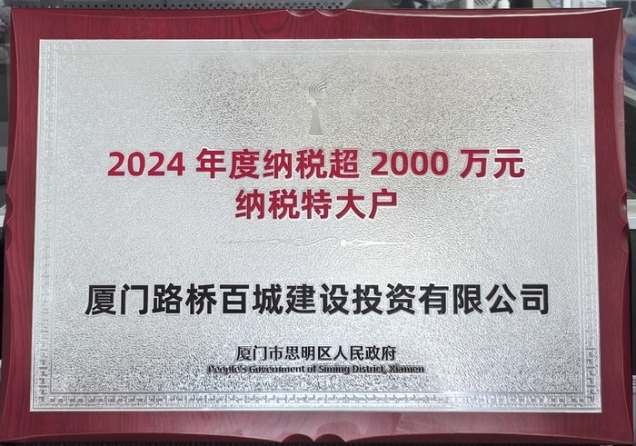 2024 年度纳税超 2000 万元
纳税特大户
厦门路桥百城建设投资有限公司
厦门市思明区人民政府
People's Government of Siming District, Xiamen